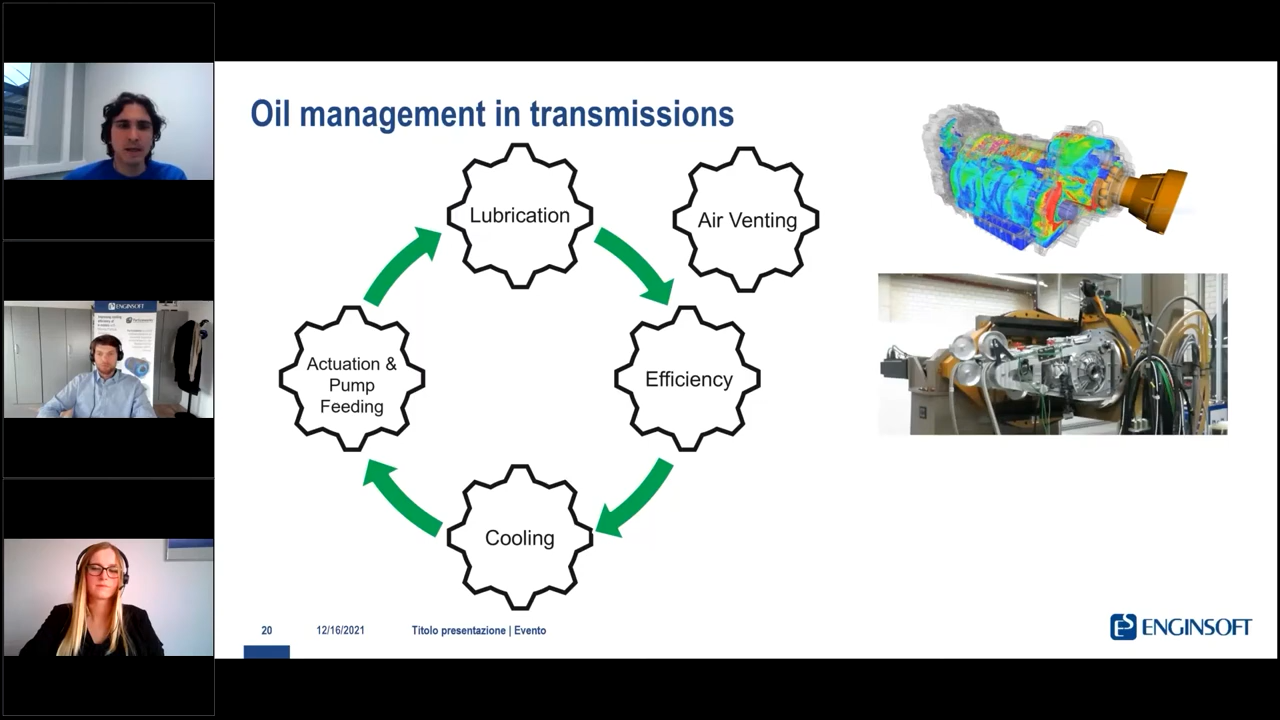 Oil management in transmissions
Lubrication
Air Venting
Actuation &
Pump
Feeding
Efficiency
Cooling
20
12/16/2021
Titolo presentazione | Evento
ENGINSOFT
ENGINSOFT